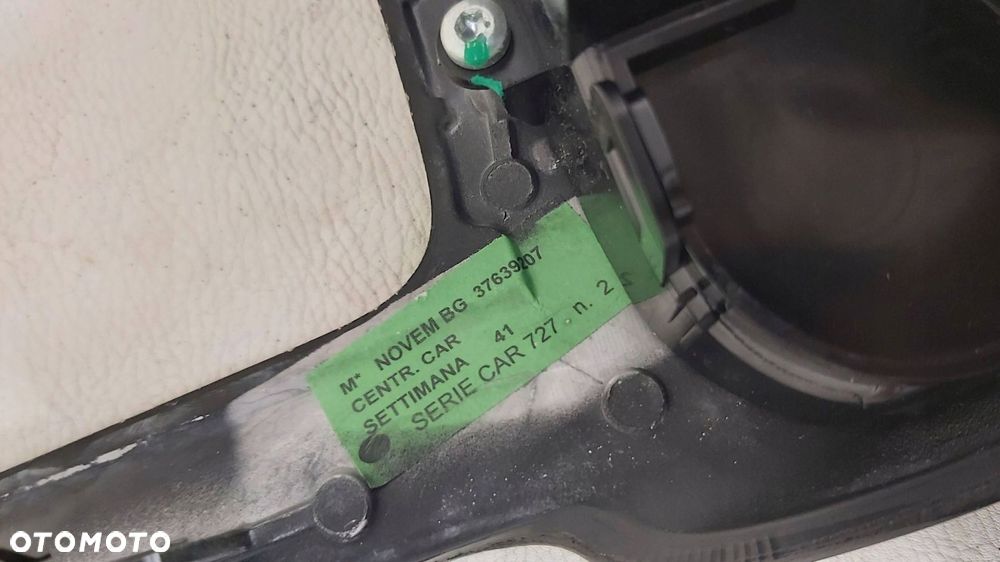 M* NOVEM BG 37639207
CENTR. CAR
SETTIMANA 41
SERIE CAR 727 n. 2
OTOMOTO